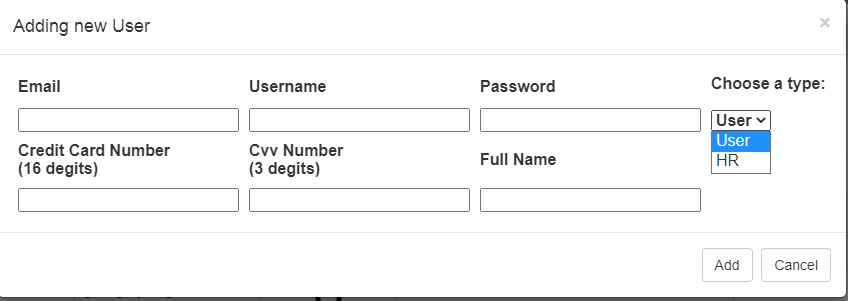 Adding new User
×
Email
Username
Password
Choose a type:
User
User
HR
Credit Card Number
(16 degits)
Cvv Number
(3 degits)
Full Name
Add
Cancel